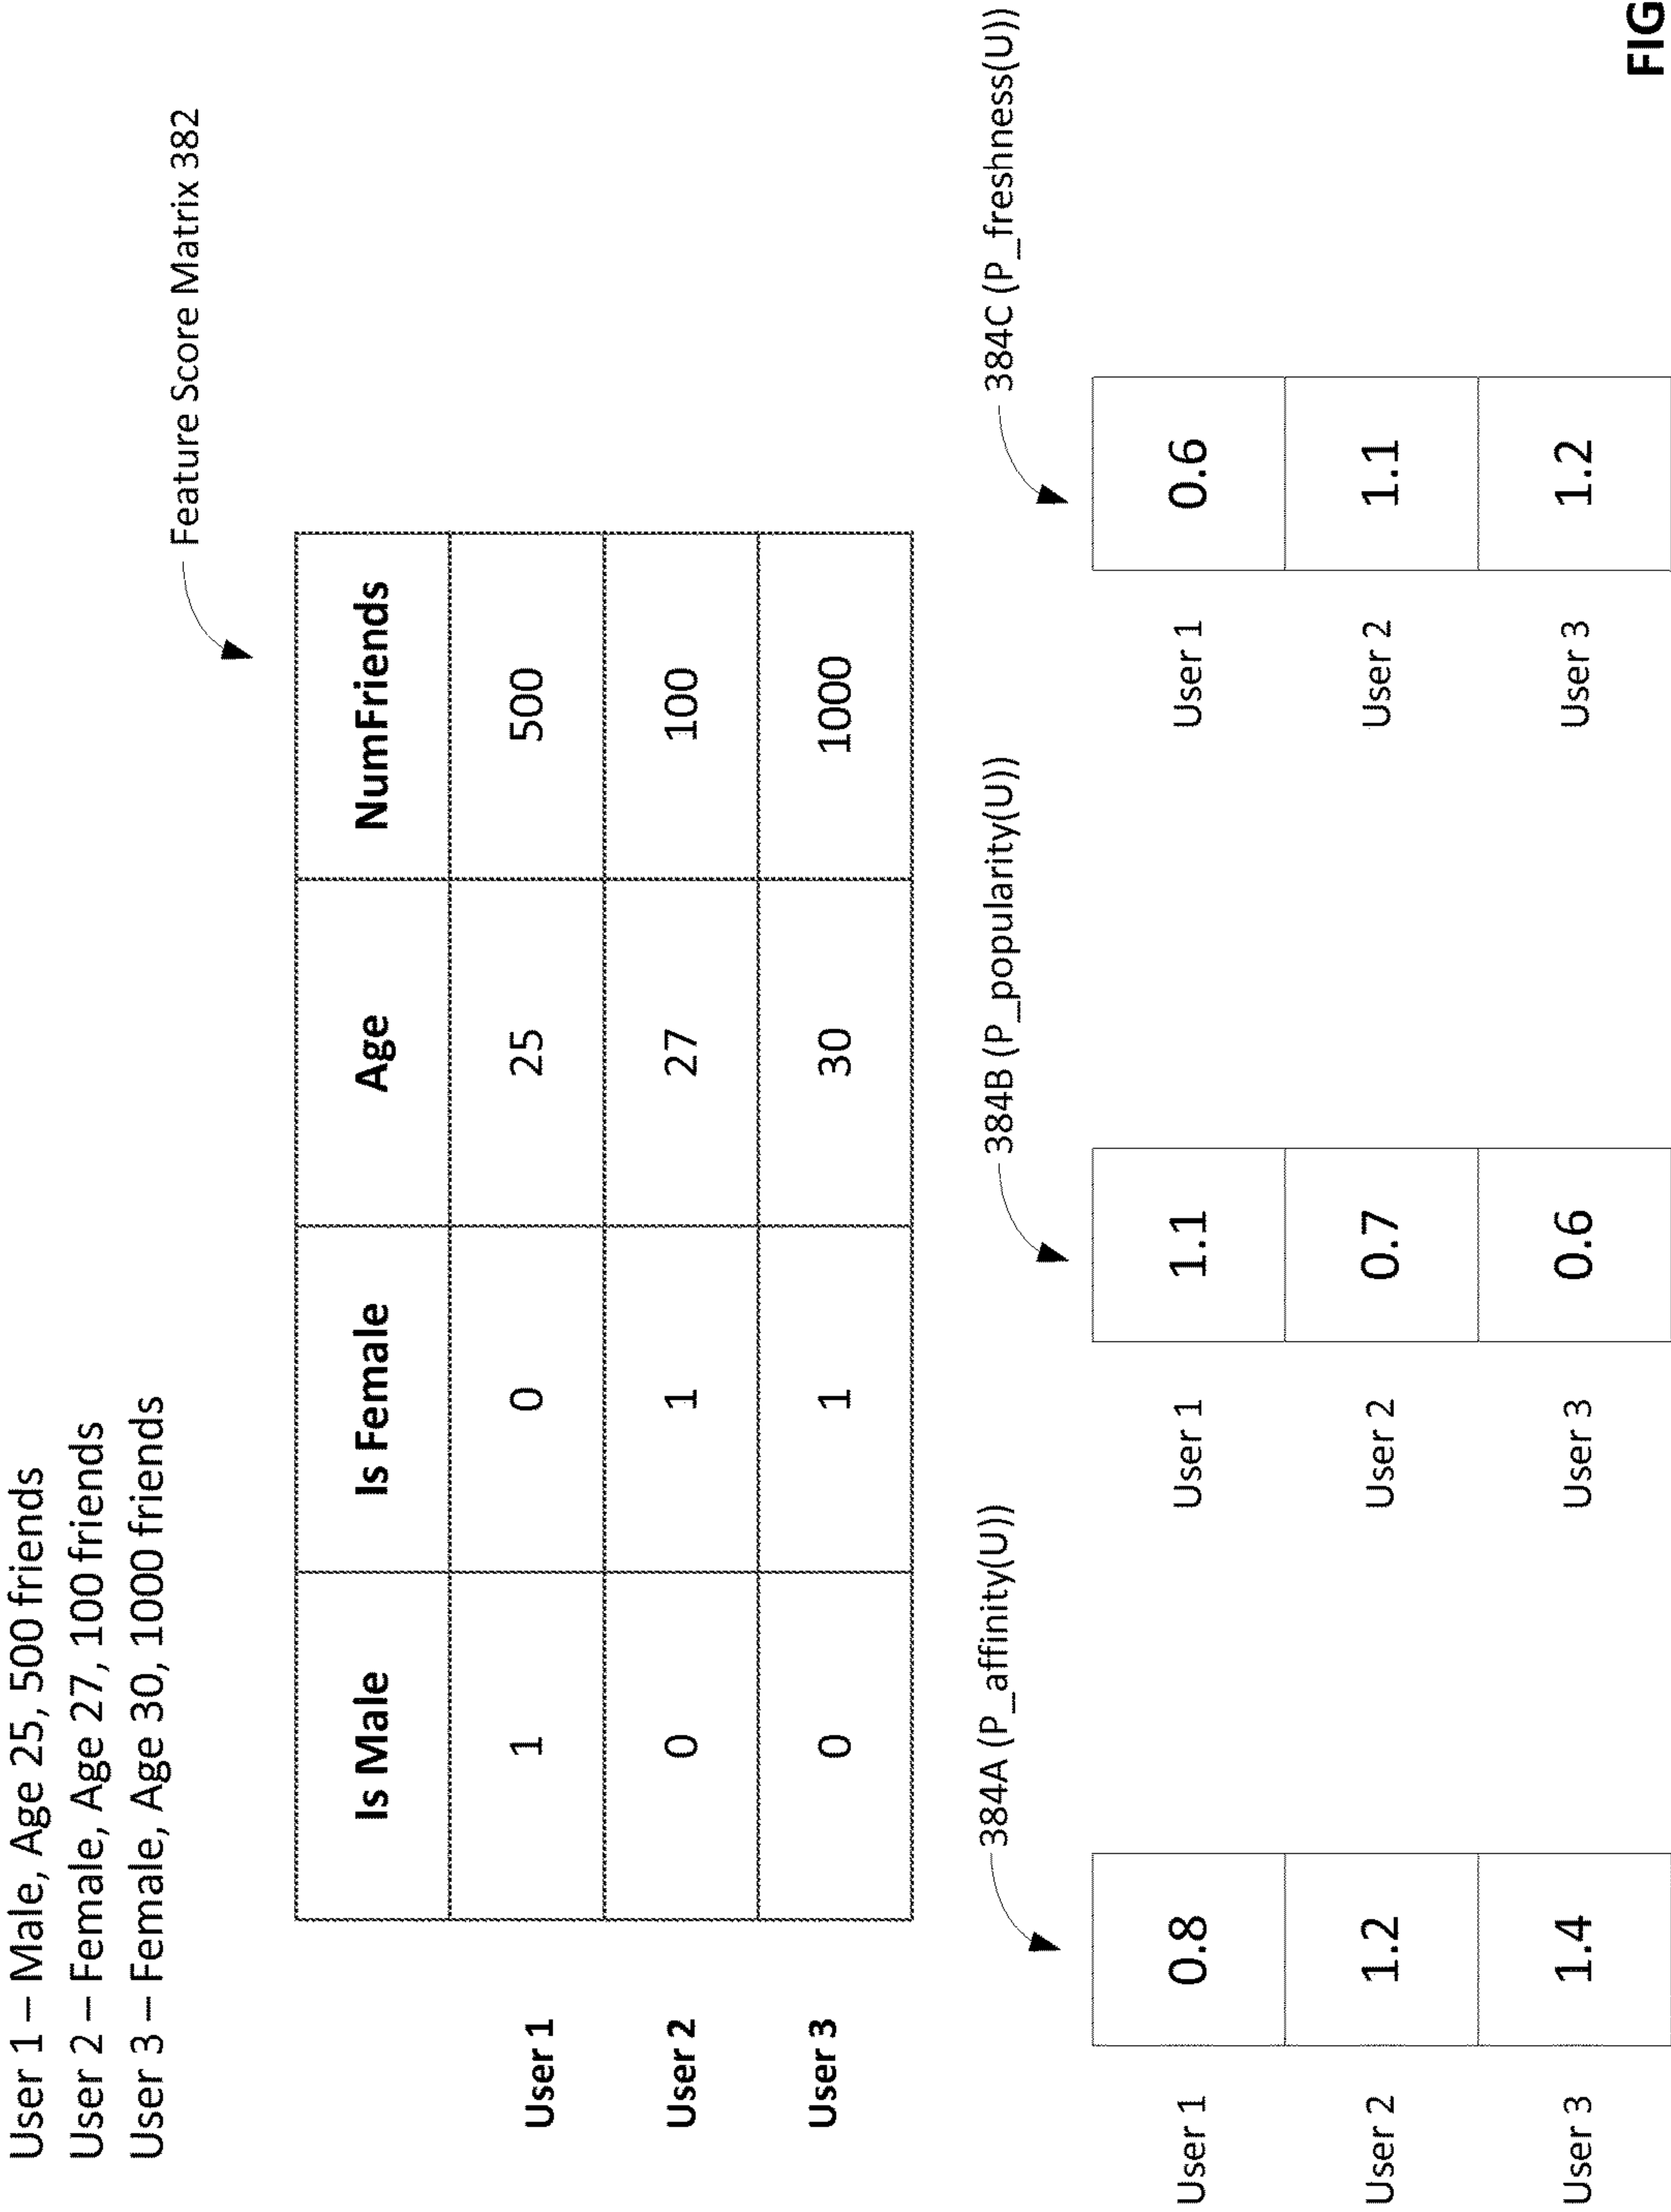 User 1 – Male, Age 25, 500 friends
User 2 – Female, Age 27, 100 friends
User 3 – Female, Age 30, 1000 friends
Feature Score Matrix 382
Is Male Is Female Age NumFriends
User 1 1 0 25 500
User 2 0 1 27 100
User 3 0 1 30 1000
384A (P_affinity(U)) 384B (P_popularity(U)) 384C (P_freshness(U))
User 1 0.8 User 1 1.1 User 1 0.6
User 2 1.2 User 2 0.7 User 2 1.1
User 3 1.4 User 3 0.6 User 3 1.2
FIG